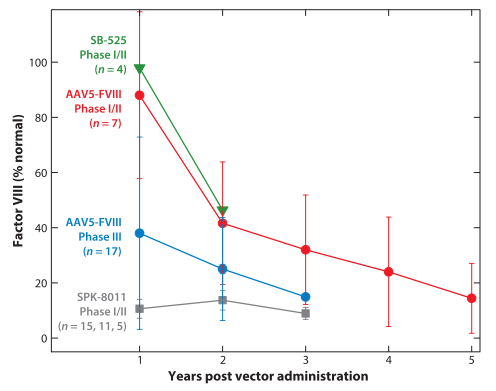 SB-525
Phase I/II
(n = 4)
AAV5-FVIII
Phase I/II
(n = 7)
AAV5-FVIII
Phase III
(n = 17)
SPK-8011
Phase I/II
(n = 15, 11, 5)
Factor VIII (% normal)
100
80
60
40
20
0
1 2 3 4 5
Years post vector administration